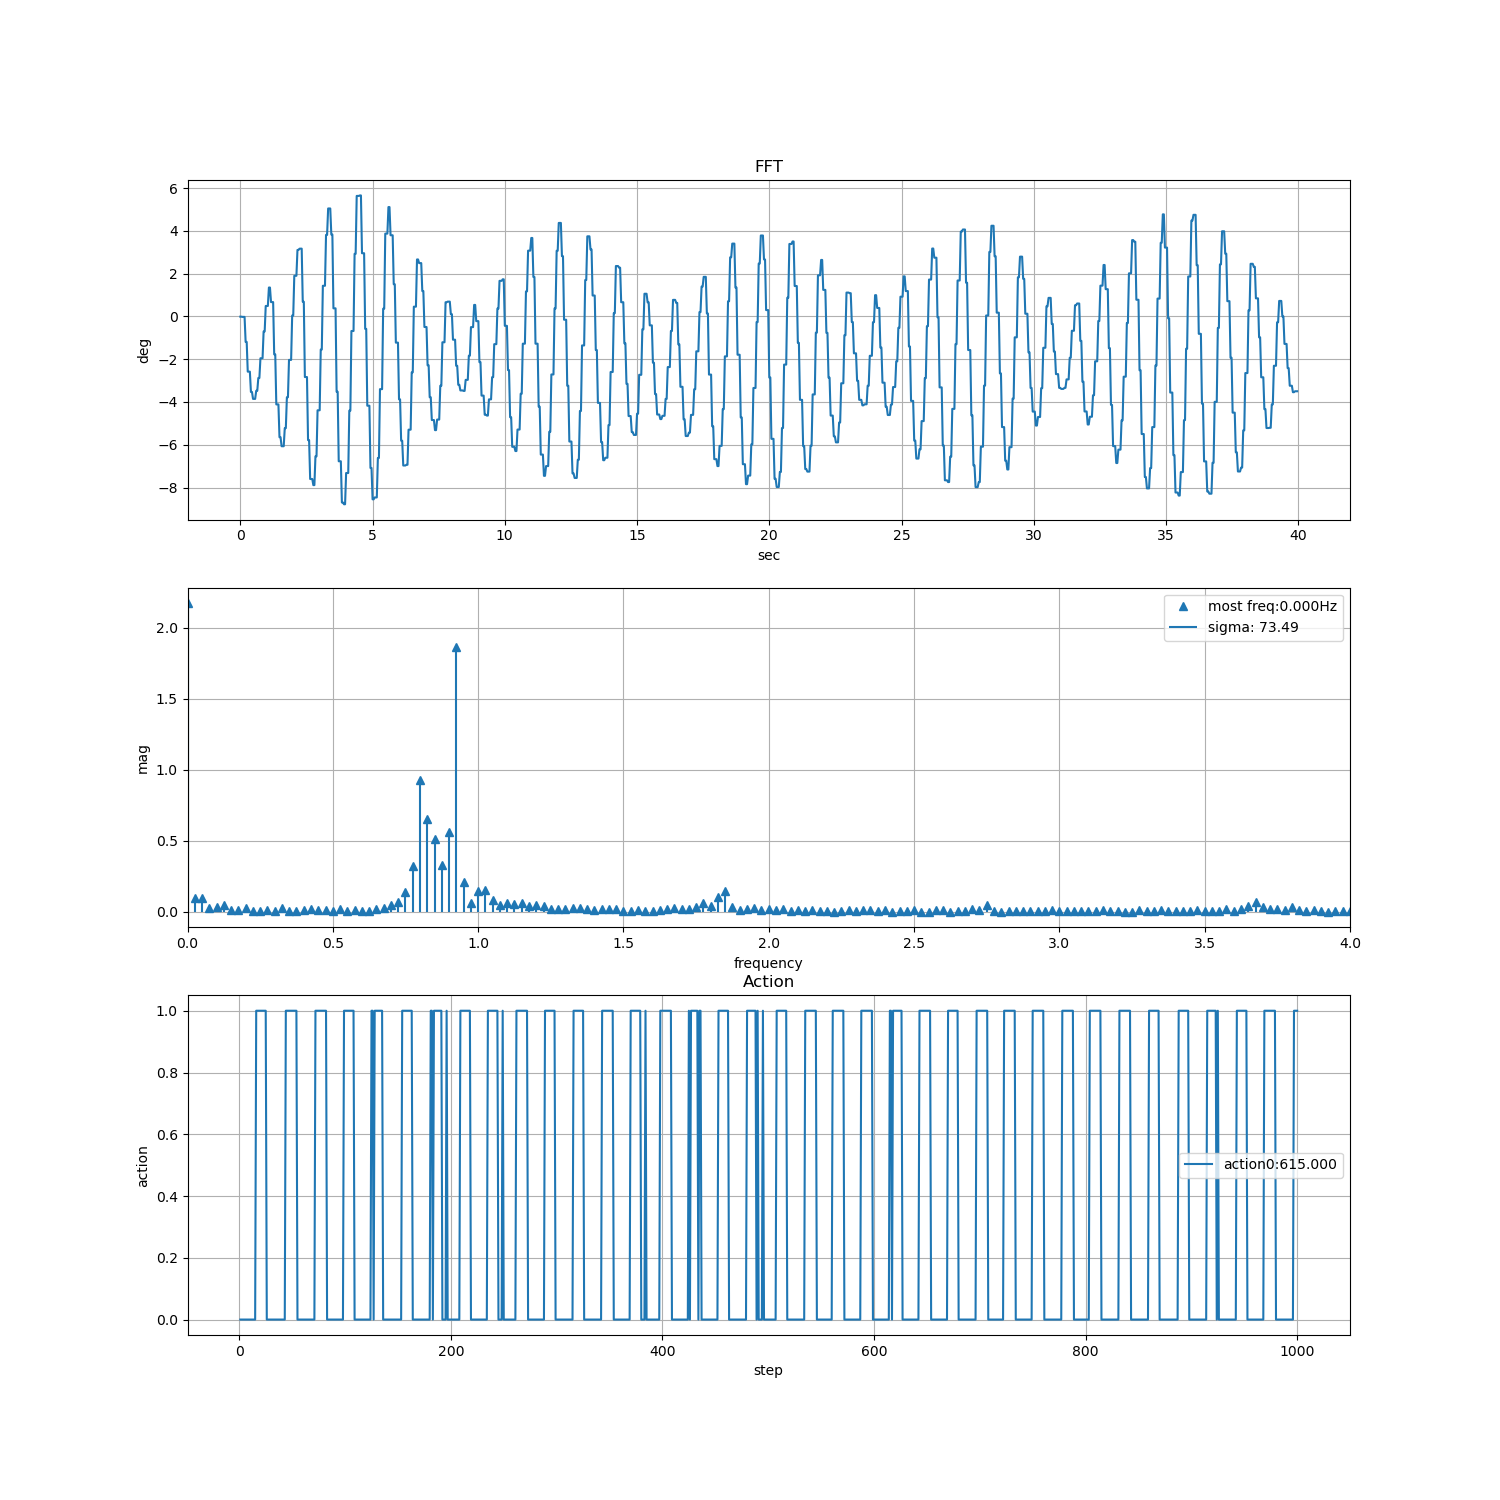 FFT
6
4
2
0
−2
−4
−6
−8
deg
0 5 10 15 20 25 30 35 40
sec
most freq:0.000Hz
sigma: 73.49
2.0
1.5
1.0
0.5
0.0
mag
0.0 0.5 1.0 1.5 2.0 2.5 3.0 3.5 4.0
frequency
Action
1.0
0.8
0.6
0.4
0.2
0.0
action
action0:615.000
0 200 400 600 800 1000
step